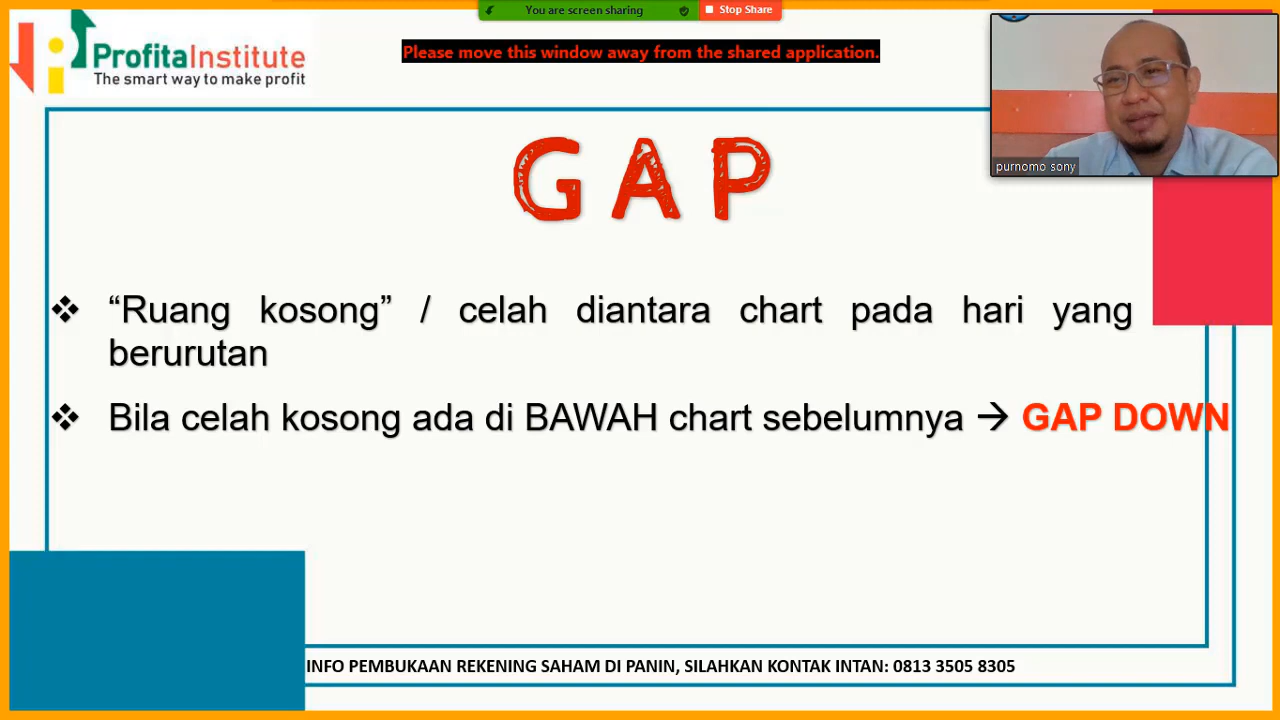 You are screen sharing
Stop Share
Please move this window away from the shared application.
ProfitaInstitute
The smart way to make profit
purnomo sony
GAP
❖ “Ruang kosong” / celah diantara chart pada hari yang
berurutan
❖ Bila celah kosong ada di BAWAH chart sebelumnya → GAP DOWN
INFO PEMBUKAAN REKENING SAHAM DI PANIN, SILAHKAN KONTAK INTAN: 0813 3505 8305